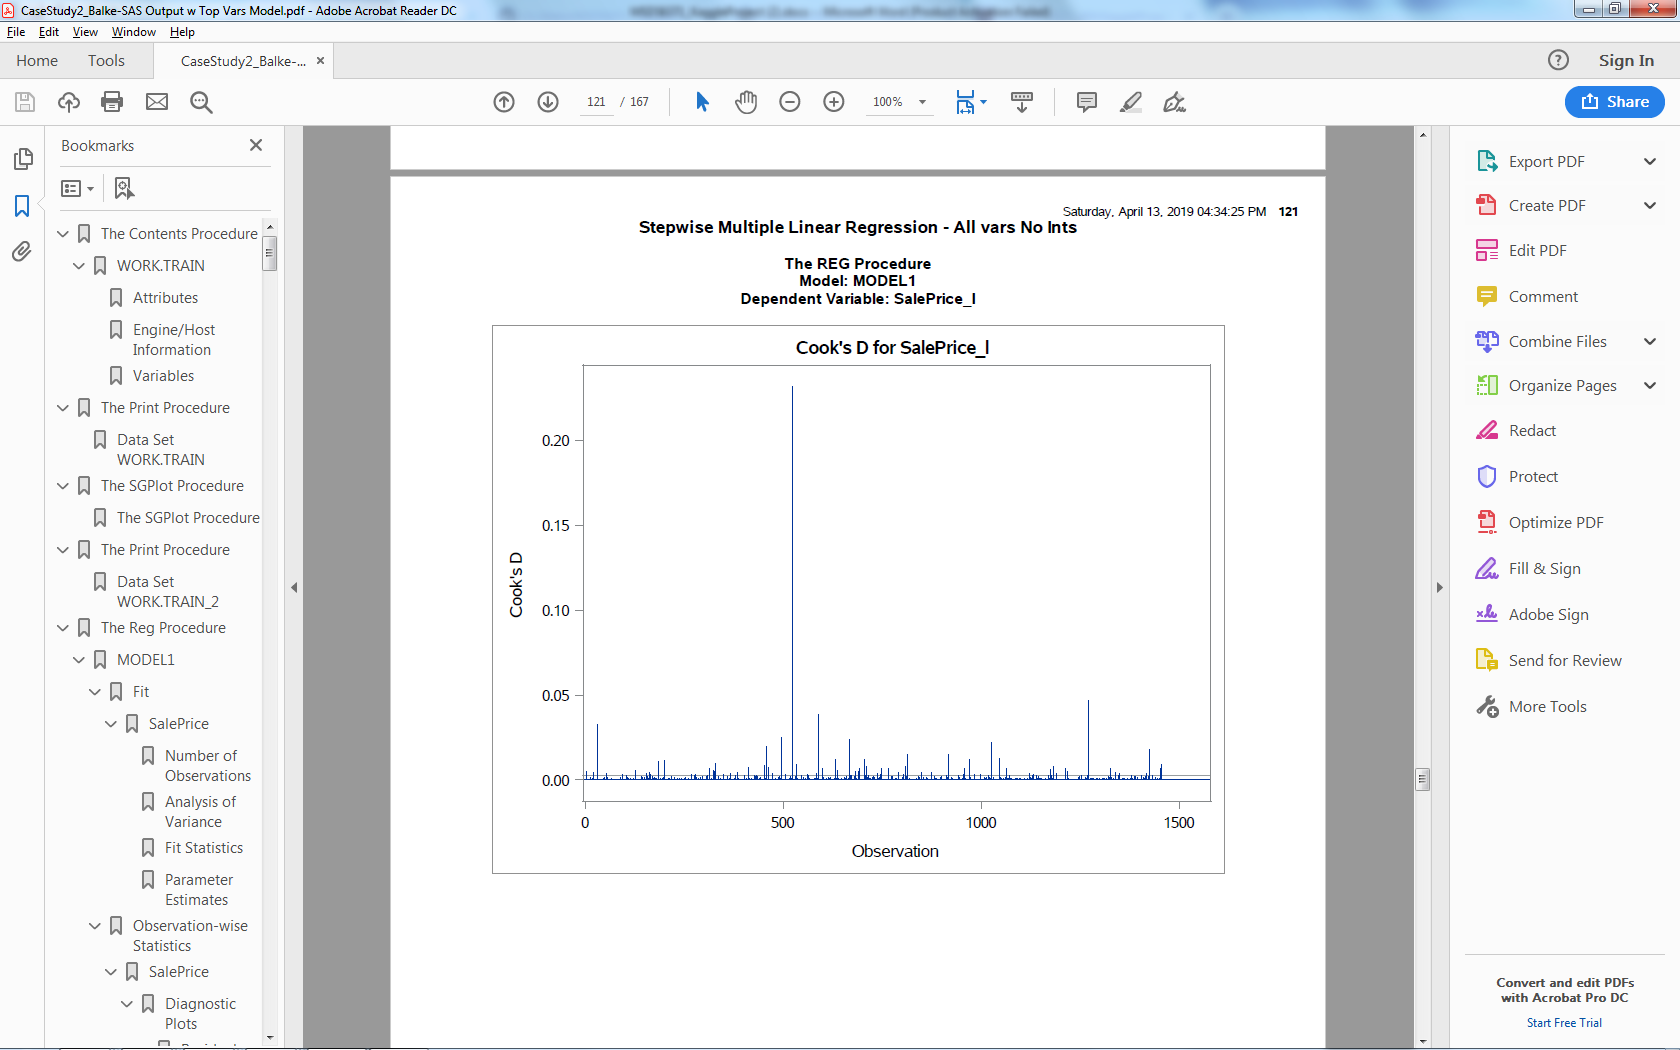 CaseStudy2_Balke-SAS Output w Top Vars Model.pdf - Adobe Acrobat Reader DC
File Edit View Window Help
Home Tools CaseStudy2_Balke-... Sign In
121 / 167 100% Share
Bookmarks
The Contents Procedure
WORK.TRAIN
Attributes
Engine/Host
Information
Variables
The Print Procedure
Data Set
WORK.TRAIN
The SGPlot Procedure
The SGPlot Procedure
The Print Procedure
Data Set
WORK.TRAIN_2
The Reg Procedure
MODEL1
Fit
SalePrice
Number of
Observations
Analysis of
Variance
Fit Statistics
Parameter
Estimates
Observation-wise
Statistics
SalePrice
Diagnostic
Plots
Saturday, April 13, 2019 04:34:25 PM 121
Stepwise Multiple Linear Regression - All vars No Ints
The REG Procedure
Model: MODEL1
Dependent Variable: SalePrice_l
Cook's D for SalePrice_l
0.20
0.15
0.10
0.05
0.00
Cook's D
0 500 1000 1500
Observation
Export PDF
Create PDF
Edit PDF
Comment
Combine Files
Organize Pages
Redact
Protect
Optimize PDF
Fill & Sign
Adobe Sign
Send for Review
More Tools
Convert and edit PDFs
with Acrobat Pro DC
Start Free Trial